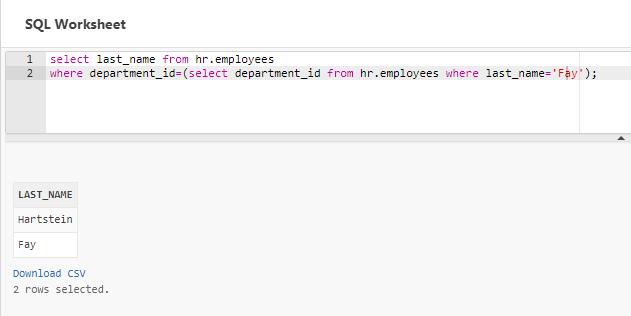 SQL Worksheet
1 select last_name from hr.employees
2 where department_id=(select department_id from hr.employees where last_name='Fay');
LAST_NAME
Hartstein
Fay
Download CSV
2 rows selected.